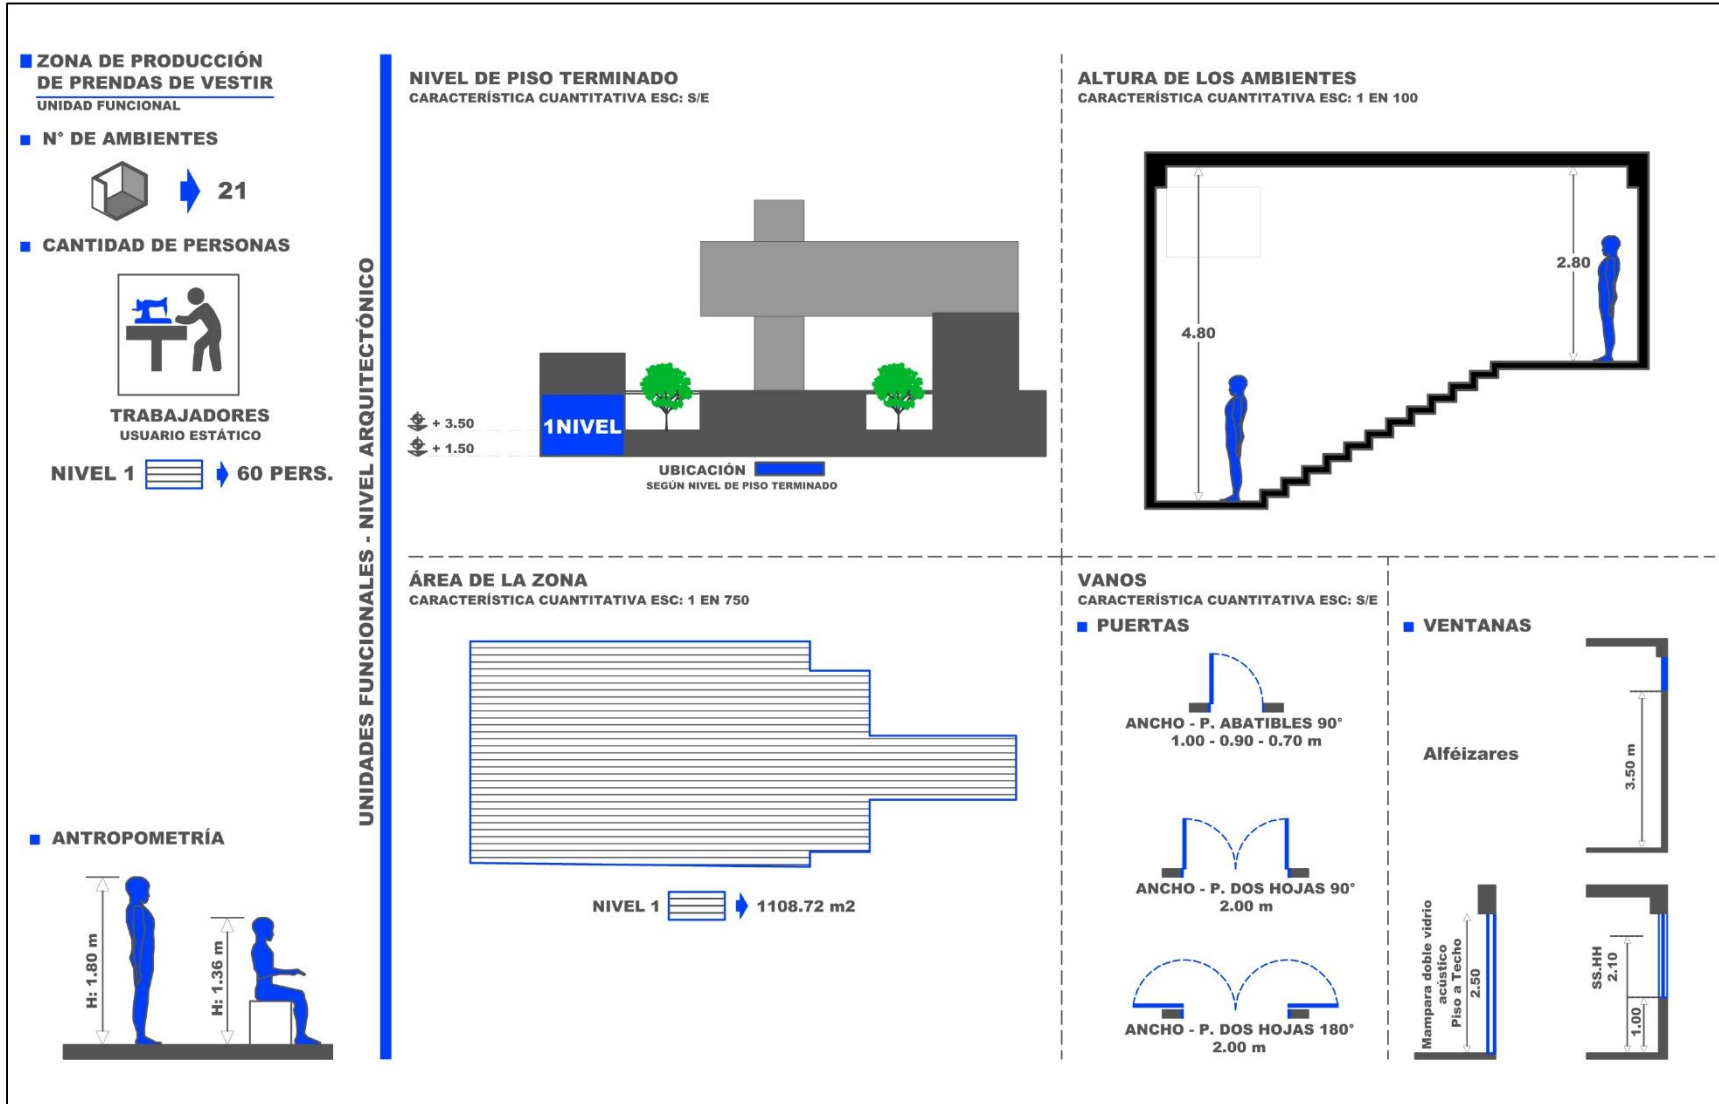 ZONA DE PRODUCCIÓN
DE PRENDAS DE VESTIR
UNIDAD FUNCIONAL
N° DE AMBIENTES
21
CANTIDAD DE PERSONAS
TRABAJADORES
USUARIO ESTÁTICO
NIVEL 1
60 PERS.
ANTROPOMETRÍA
H: 1.80 m
H: 1.36 m
UNIDADES FUNCIONALES - NIVEL ARQUITECTÓNICO
NIVEL DE PISO TERMINADO
CARACTERÍSTICA CUANTITATIVA ESC: S/E
+ 3.50
+ 1.50
1NIVEL
UBICACIÓN
SEGÚN NIVEL DE PISO TERMINADO
ALTURA DE LOS AMBIENTES
CARACTERÍSTICA CUANTITATIVA ESC: 1 EN 100
4.80
2.80
ÁREA DE LA ZONA
CARACTERÍSTICA CUANTITATIVA ESC: 1 EN 750
NIVEL 1
1108.72 m2
VANOS
CARACTERÍSTICA CUANTITATIVA ESC: S/E
PUERTAS
ANCHO - P. ABATIBLES 90°
1.00 - 0.90 - 0.70 m
ANCHO - P. DOS HOJAS 90°
2.00 m
ANCHO - P. DOS HOJAS 180°
2.00 m
VENTANAS
Alféizares
3.50 m
Mampara doble vidrio
acústico
Piso a Techo
2.50
SS.HH
2.10
1.00